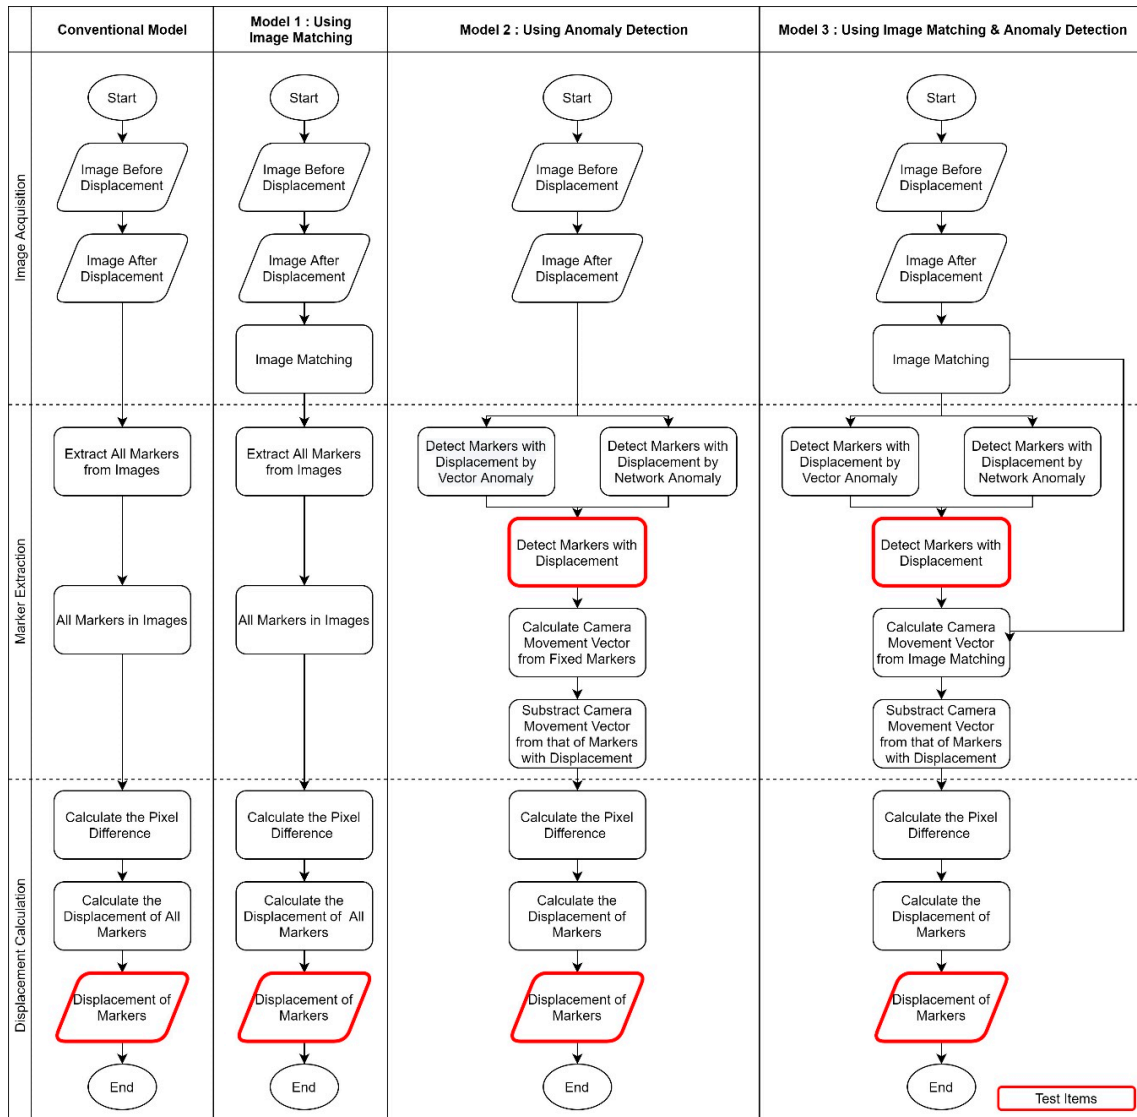 Conventional Model
Model 1 : Using
Image Matching
Model 2 : Using Anomaly Detection
Model 3 : Using Image Matching & Anomaly Detection
Image Acquisition
Start
Image Before
Displacement
Image After
Displacement
Start
Image Before
Displacement
Image After
Displacement
Image Matching
Start
Image Before
Displacement
Image After
Displacement
Start
Image Before
Displacement
Image After
Displacement
Image Matching
Marker Extraction
Extract All Markers
from Images
All Markers in Images
Extract All Markers
from Images
All Markers in Images
Detect Markers with
Displacement by
Vector Anomaly
Detect Markers with
Displacement by
Network Anomaly
Detect Markers with
Displacement
Calculate Camera
Movement Vector
from Fixed Markers
Substract Camera
Movement Vector
from that of Markers
with Displacement
Detect Markers with
Displacement by
Vector Anomaly
Detect Markers with
Displacement by
Network Anomaly
Detect Markers with
Displacement
Calculate Camera
Movement Vector
from Image Matching
Substract Camera
Movement Vector
from that of Markers
with Displacement
Displacement Calculation
Calculate the Pixel
Difference
Calculate the
Displacement of All
Markers
Displacement of
Markers
End
Calculate the Pixel
Difference
Calculate the
Displacement of All
Markers
Displacement of
Markers
End
Calculate the Pixel
Difference
Calculate the
Displacement of
Markers
Displacement of
Markers
End
Calculate the Pixel
Difference
Calculate the
Displacement of
Markers
Displacement of
Markers
End
Test Items